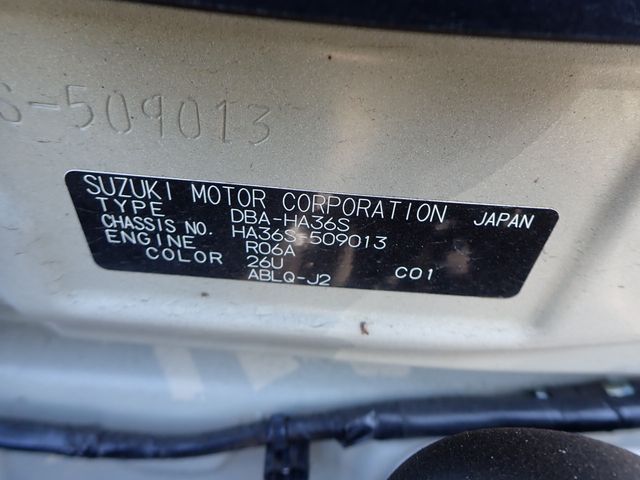 S-509013
SUZUKI MOTOR CORPORATION JAPAN
TYPE DBA-HA36S
CHASSIS NO. HA36S-509013
ENGINE R06A
COLOR 26U C01
ABLQ-J2